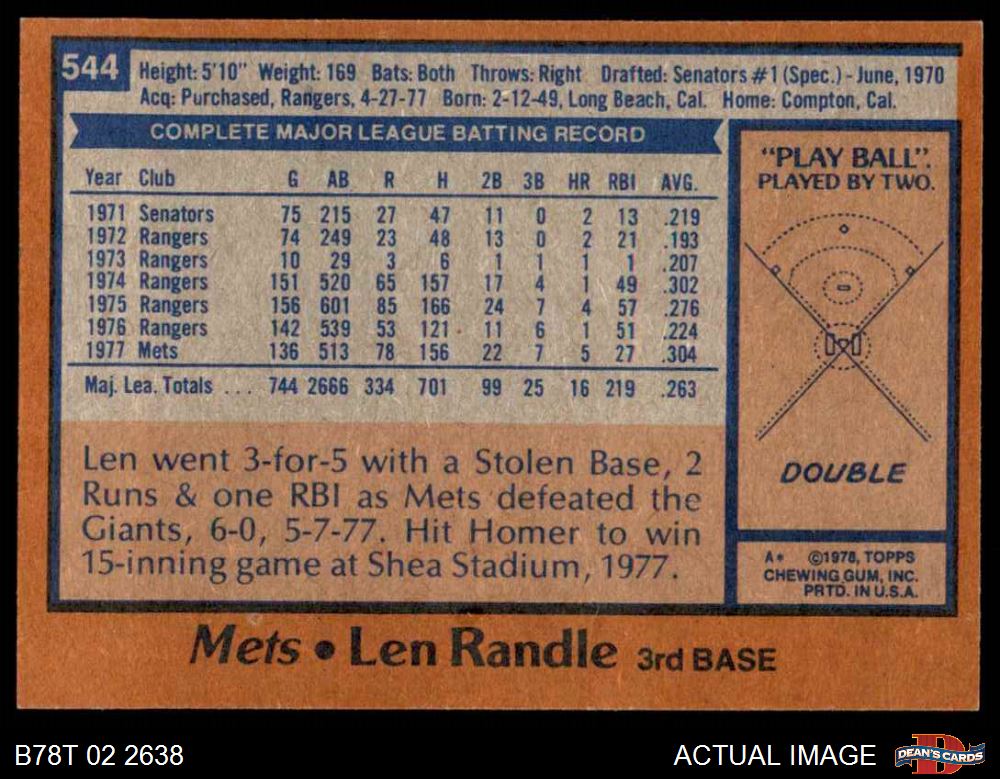 544
Height: 5'10" Weight: 169 Bats: Both Throws: Right Drafted: Senators #1 (Spec.) - June, 1970
Acq: Purchased, Rangers, 4-27-77 Born: 2-12-49, Long Beach, Cal. Home: Compton, Cal.
COMPLETE MAJOR LEAGUE BATTING RECORD
Year Club G AB R H 2B 3B HR RBI AVG.
1971 Senators 75 215 27 47 11 0 2 13 .219
1972 Rangers 74 249 23 48 13 0 2 21 .193
1973 Rangers 10 29 3 6 1 1 1 1 .207
1974 Rangers 151 520 65 157 17 4 1 49 .302
1975 Rangers 156 601 85 166 24 7 4 57 .276
1976 Rangers 142 539 53 121 11 6 1 51 .224
1977 Mets 136 513 78 156 22 7 5 27 .304
Maj. Lea. Totals ... 744 2666 334 701 99 25 16 219 .263
Len went 3-for-5 with a Stolen Base, 2
Runs & one RBI as Mets defeated the
Giants, 6-0, 5-7-77. Hit Homer to win
15-inning game at Shea Stadium, 1977.
"PLAY BALL".
PLAYED BY TWO.
DOUBLE
A* ©1978, TOPPS
CHEWING GUM, INC.
PRTD. IN U.S.A.
Mets • Len Randle 3rd BASE
B78T 02 2638
ACTUAL IMAGE
D
DEAN'S CARDS